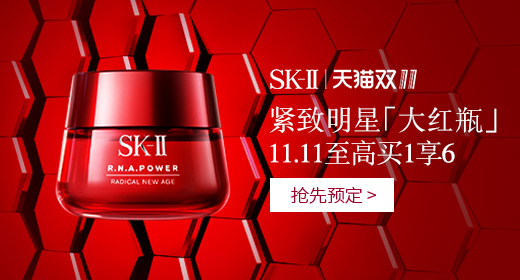 SK-II | 天猫双11
紧致明星「大红瓶」
11.11至高买1享6
抢先预定 >
SK-II
R.N.A.POWER
RADICAL NEW AGE